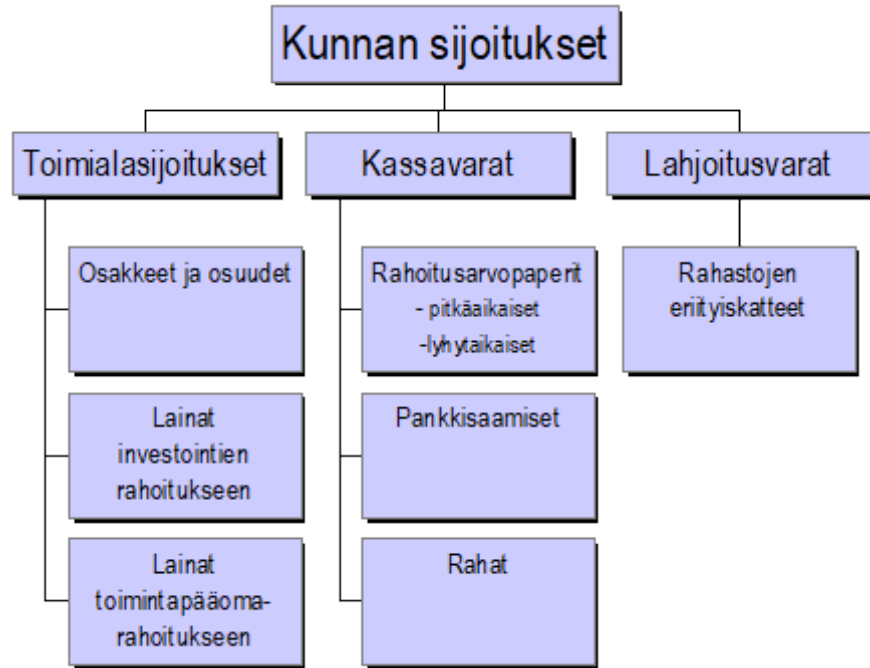 Kunnan sijoitukset
Toimialasijoitukset
Kassavarat
Lahjoitusvarat
Osakkeet ja osuudet
Rahoitusarvopaperit
- pitkäaikaiset
-lyhytaikaiset
Rahastojen
eriityiskatteet
Lainat
investointien
rahoitukseen
Pankkisaamiset
Lainat
toimintapääoma-
rahoitukseen
Rahat